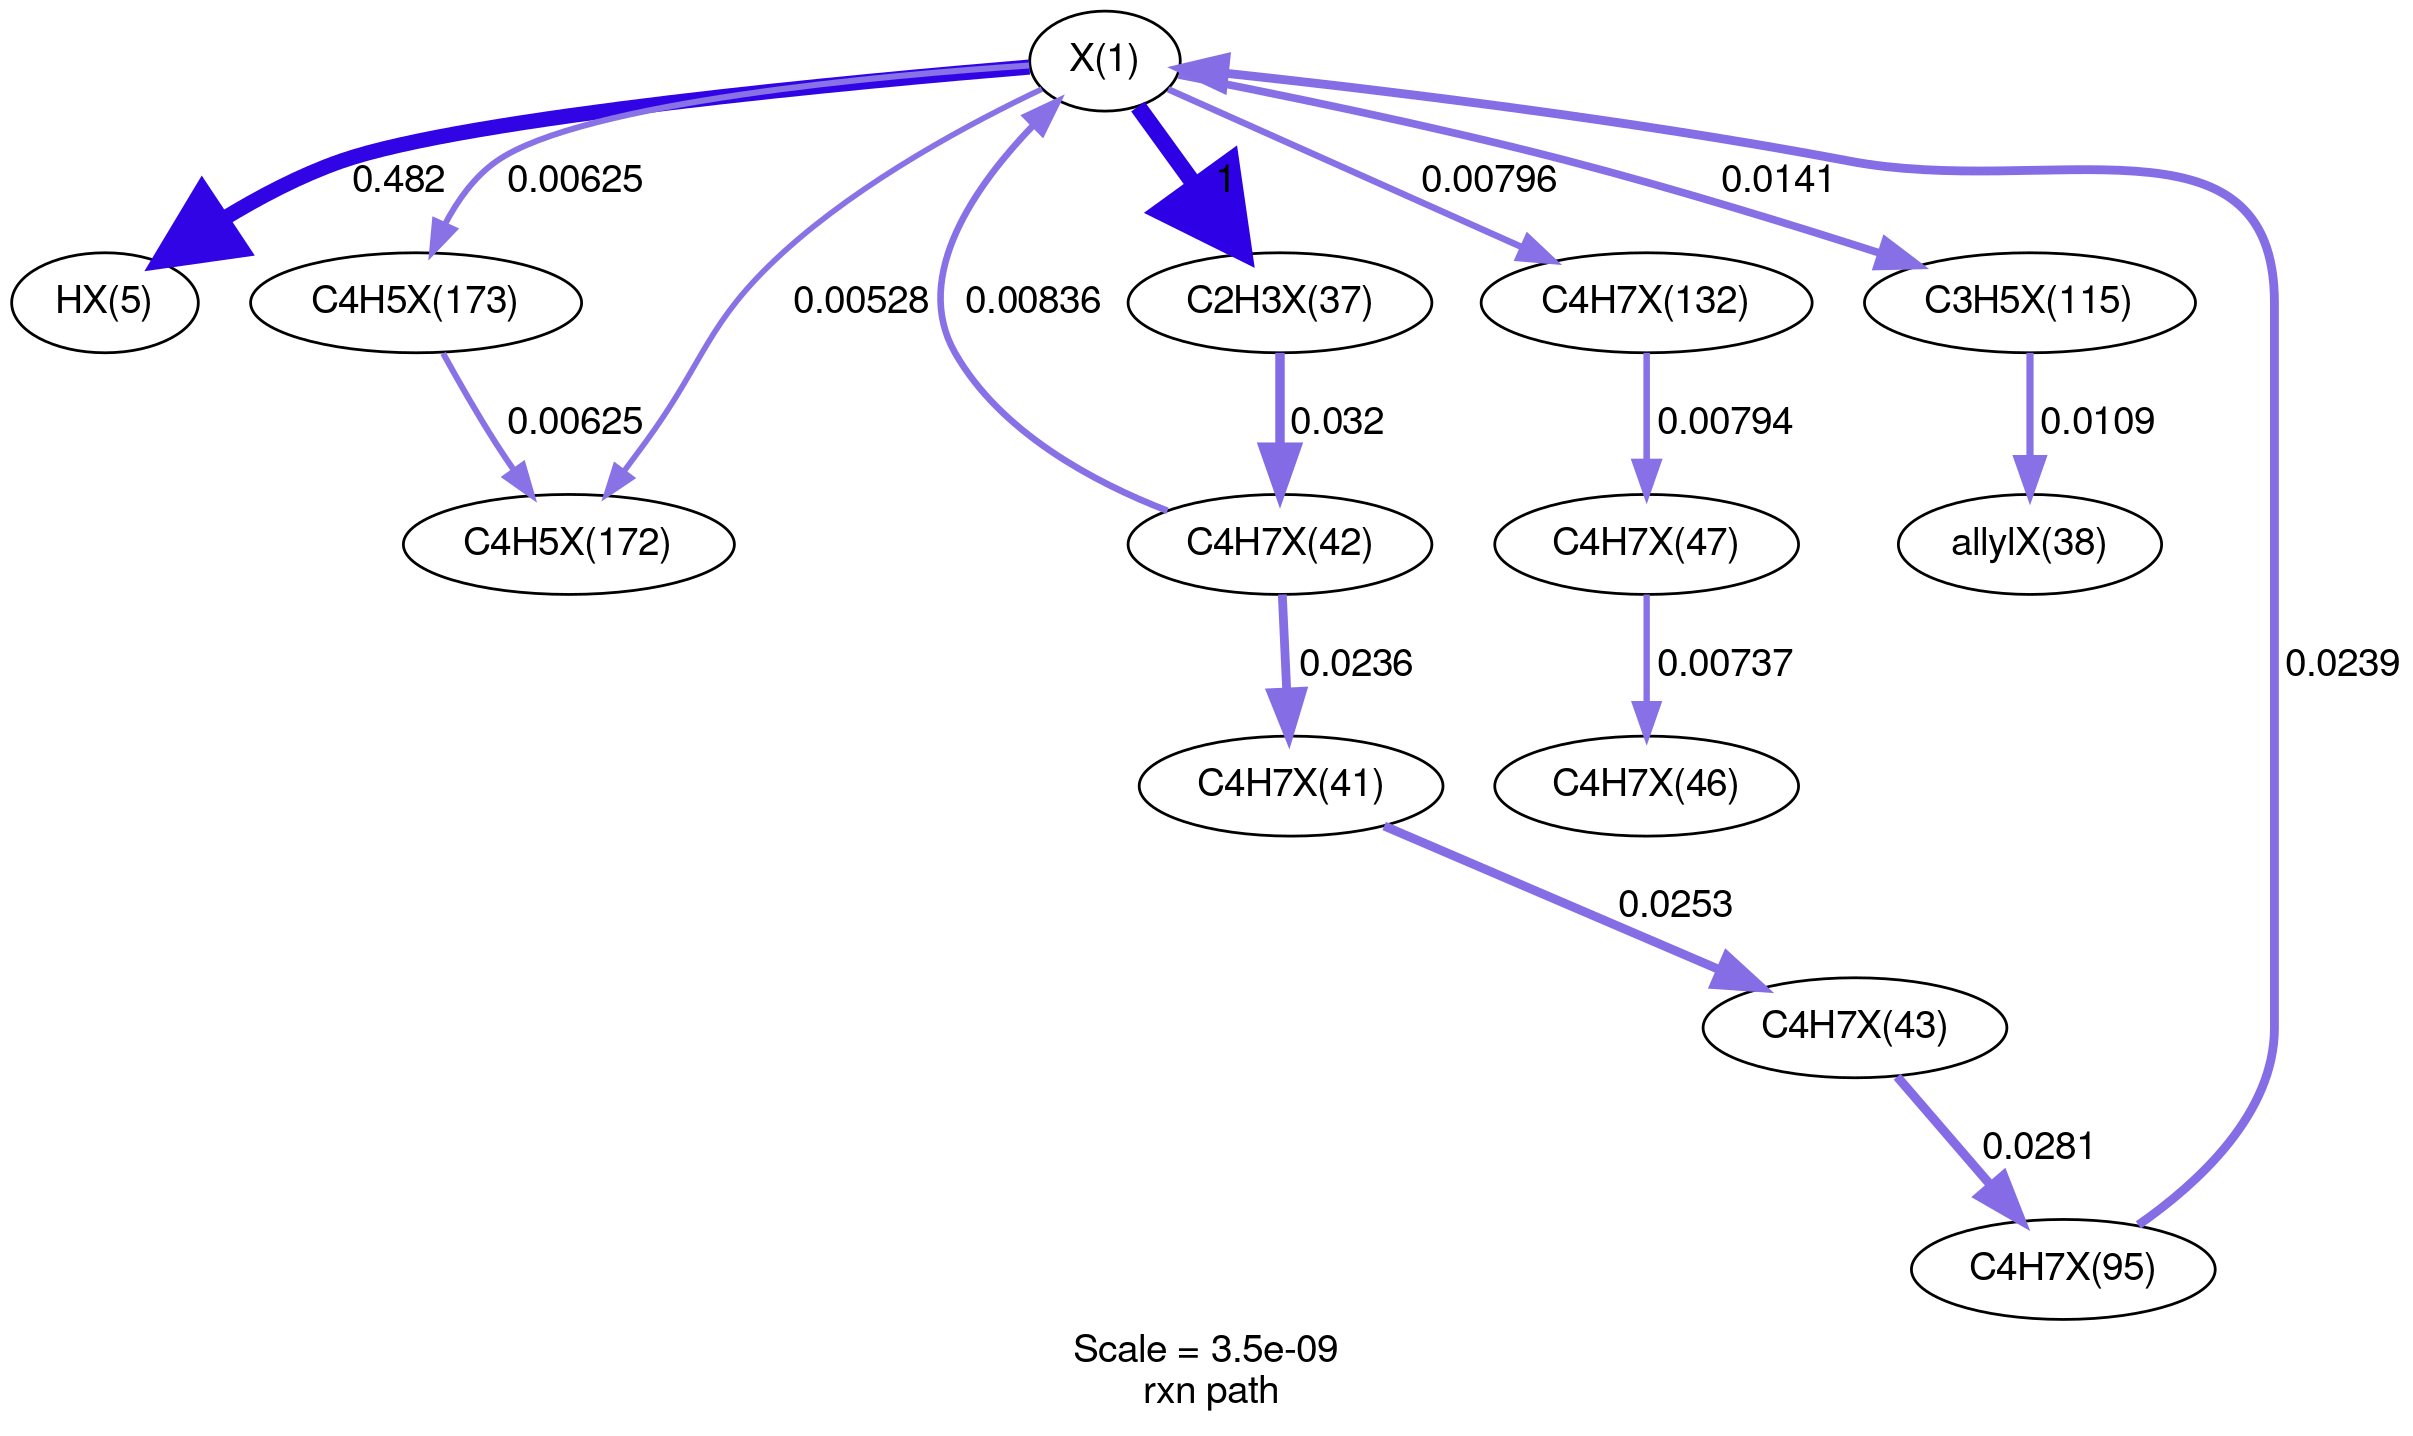 X(1)
0.482
0.00625
1
0.00796
0.0141
HX(5)
C4H5X(173)
0.00528
0.00836
C2H3X(37)
C4H7X(132)
C3H5X(115)
0.00625
0.032
0.00794
0.0109
C4H5X(172)
C4H7X(42)
C4H7X(47)
allylX(38)
0.0236
0.00737
0.0239
C4H7X(41)
C4H7X(46)
0.0253
C4H7X(43)
0.0281
C4H7X(95)
Scale = 3.5e-09
rxn path